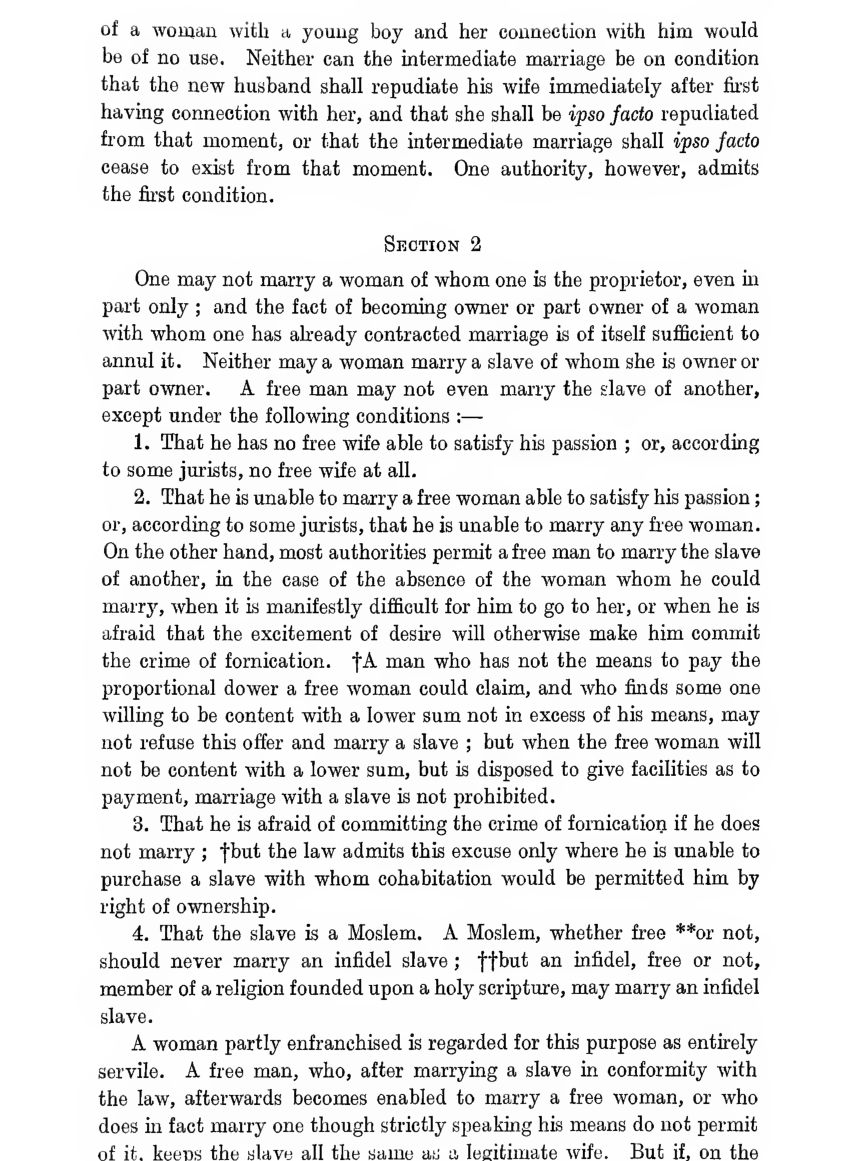 of a woman with a young boy and her connection with him would
be of no use. Neither can the intermediate marriage be on condition
that the new husband shall repudiate his wife immediately after first
having connection with her, and that she shall be ipso facto repudiated
from that moment, or that the intermediate marriage shall ipso facto
cease to exist from that moment. One authority, however, admits
the first condition.
SECTION 2
One may not marry a woman of whom one is the proprietor, even in
part only ; and the fact of becoming owner or part owner of a woman
with whom one has already contracted marriage is of itself sufficient to
annul it. Neither may a woman marry a slave of whom she is owner or
part owner. A free man may not even marry the slave of another,
except under the following conditions :—
1. That he has no free wife able to satisfy his passion ; or, according
to some jurists, no free wife at all.
2. That he is unable to marry a free woman able to satisfy his passion ;
or, according to some jurists, that he is unable to marry any free woman.
On the other hand, most authorities permit a free man to marry the slave
of another, in the case of the absence of the woman whom he could
marry, when it is manifestly difficult for him to go to her, or when he is
afraid that the excitement of desire will otherwise make him commit
the crime of fornication. †A man who has not the means to pay the
proportional dower a free woman could claim, and who finds some one
willing to be content with a lower sum not in excess of his means, may
not refuse this offer and marry a slave ; but when the free woman will
not be content with a lower sum, but is disposed to give facilities as to
payment, marriage with a slave is not prohibited.
3. That he is afraid of committing the crime of fornication if he does
not marry ; †but the law admits this excuse only where he is unable to
purchase a slave with whom cohabitation would be permitted him by
right of ownership.
4. That the slave is a Moslem. A Moslem, whether free **or not,
should never marry an infidel slave ; ††but an infidel, free or not,
member of a religion founded upon a holy scripture, may marry an infidel
slave.
A woman partly enfranchised is regarded for this purpose as entirely
servile. A free man, who, after marrying a slave in conformity with
the law, afterwards becomes enabled to marry a free woman, or who
does in fact marry one though strictly speaking his means do not permit
of it, keeps the slave all the same as a legitimate wife. But if, on the